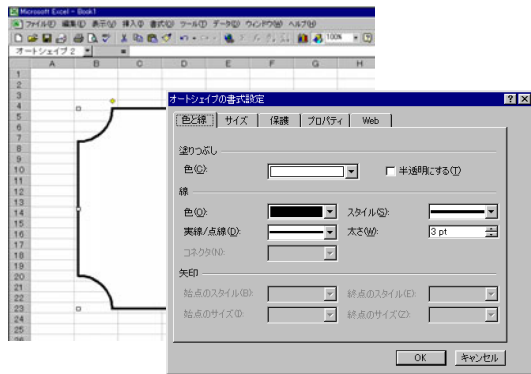 Microsoft Excel - Book1
ファイル(F) 編集(E) 表示(V) 挿入(I) 書式(O) ツール(T) データ(D) ウィンドウ(W) ヘルプ(H)
100%
オートシェイプ 2 =
A B C D E F G H
1
2
3
4
5
6
7
8
9
10
11
12
13
14
15
16
17
18
19
20
21
22
23
24
25
26
オートシェイプの書式設定
色と線 サイズ 保護 プロパティ Web
塗りつぶし
色(C): 半透明にする(T)
線
色(O): スタイル(S):
実線/点線(D): 太さ(W): 3 pt
コネクタ(N):
矢印
始点のスタイル(B): 終点のスタイル(E):
始点のサイズ(I): 終点のサイズ(Z):
OK キャンセル